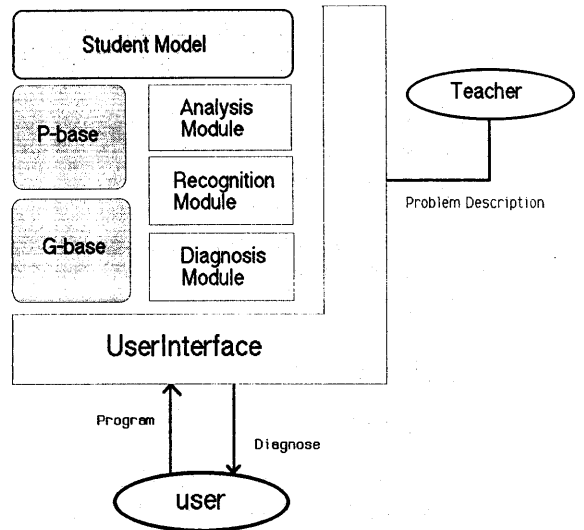 Student Model
P-base
Analysis
Module
Teacher
Recognition
Module
Problem Description
G-base
Diagnosis
Module
UserInterface
Program
Diagnose
user